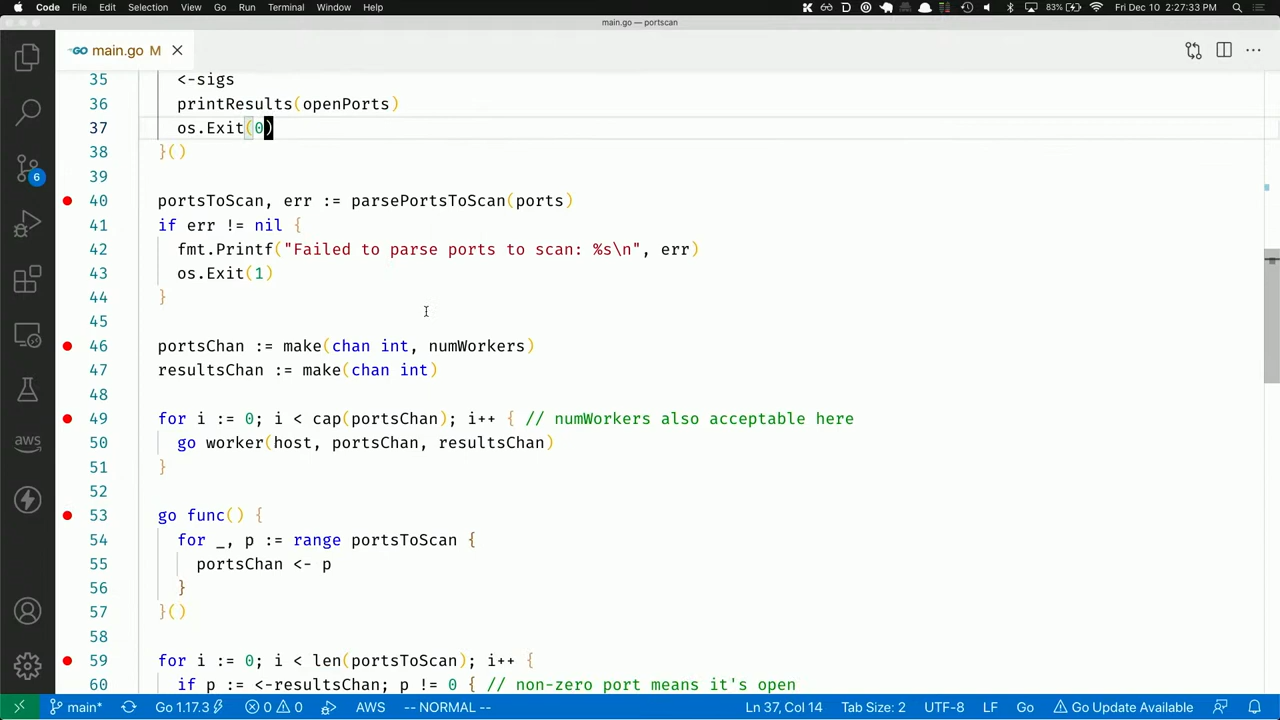 Code File Edit Selection View Go Run Terminal Window Help 83% Fri Dec 10 2:27:33 PM
main.go — portscan
main.go M
35 <-sigs
36 printResults(openPorts)
37 os.Exit(0)
38 }()
39
40 portsToScan, err := parsePortsToScan(ports)
41 if err != nil {
42 fmt.Printf("Failed to parse ports to scan: %s\n", err)
43 os.Exit(1)
44 }
45
46 portsChan := make(chan int, numWorkers)
47 resultsChan := make(chan int)
48
49 for i := 0; i < cap(portsChan); i++ { // numWorkers also acceptable here
50 go worker(host, portsChan, resultsChan)
51 }
52
53 go func() {
54 for _, p := range portsToScan {
55 portsChan <- p
56 }
57 }()
58
59 for i := 0; i < len(portsToScan); i++ {
60 if p := <-resultsChan; p != 0 { // non-zero port means it's open
6
aws
main* Go 1.17.3 0 0 AWS -- NORMAL -- Ln 37, Col 14 Tab Size: 2 UTF-8 LF Go Go Update Available